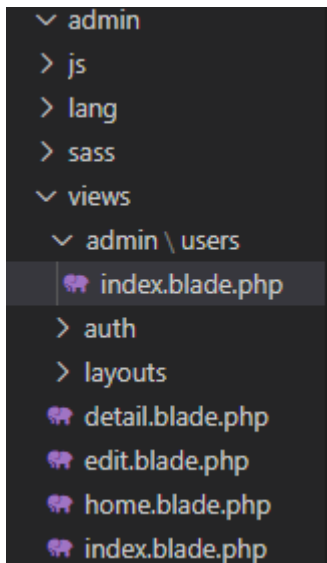 admin
js
lang
sass
views
admin \ users
index.blade.php
auth
layouts
detail.blade.php
edit.blade.php
home.blade.php
index.blade.php